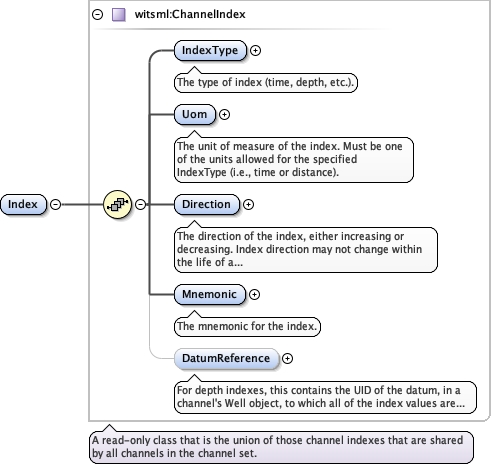 witsml:ChannelIndex
IndexType
The type of index (time, depth, etc.).
Uom
The unit of measure of the index. Must be one
of the units allowed for the specified
IndexType (i.e., time or distance).
Index
Direction
The direction of the index, either increasing or
decreasing. Index direction may not change within
the life of a...
Mnemonic
The mnemonic for the index.
DatumReference
For depth indexes, this contains the UID of the datum, in a
channel's Well object, to which all of the index values are...
A read-only class that is the union of those channel indexes that are shared
by all channels in the channel set.